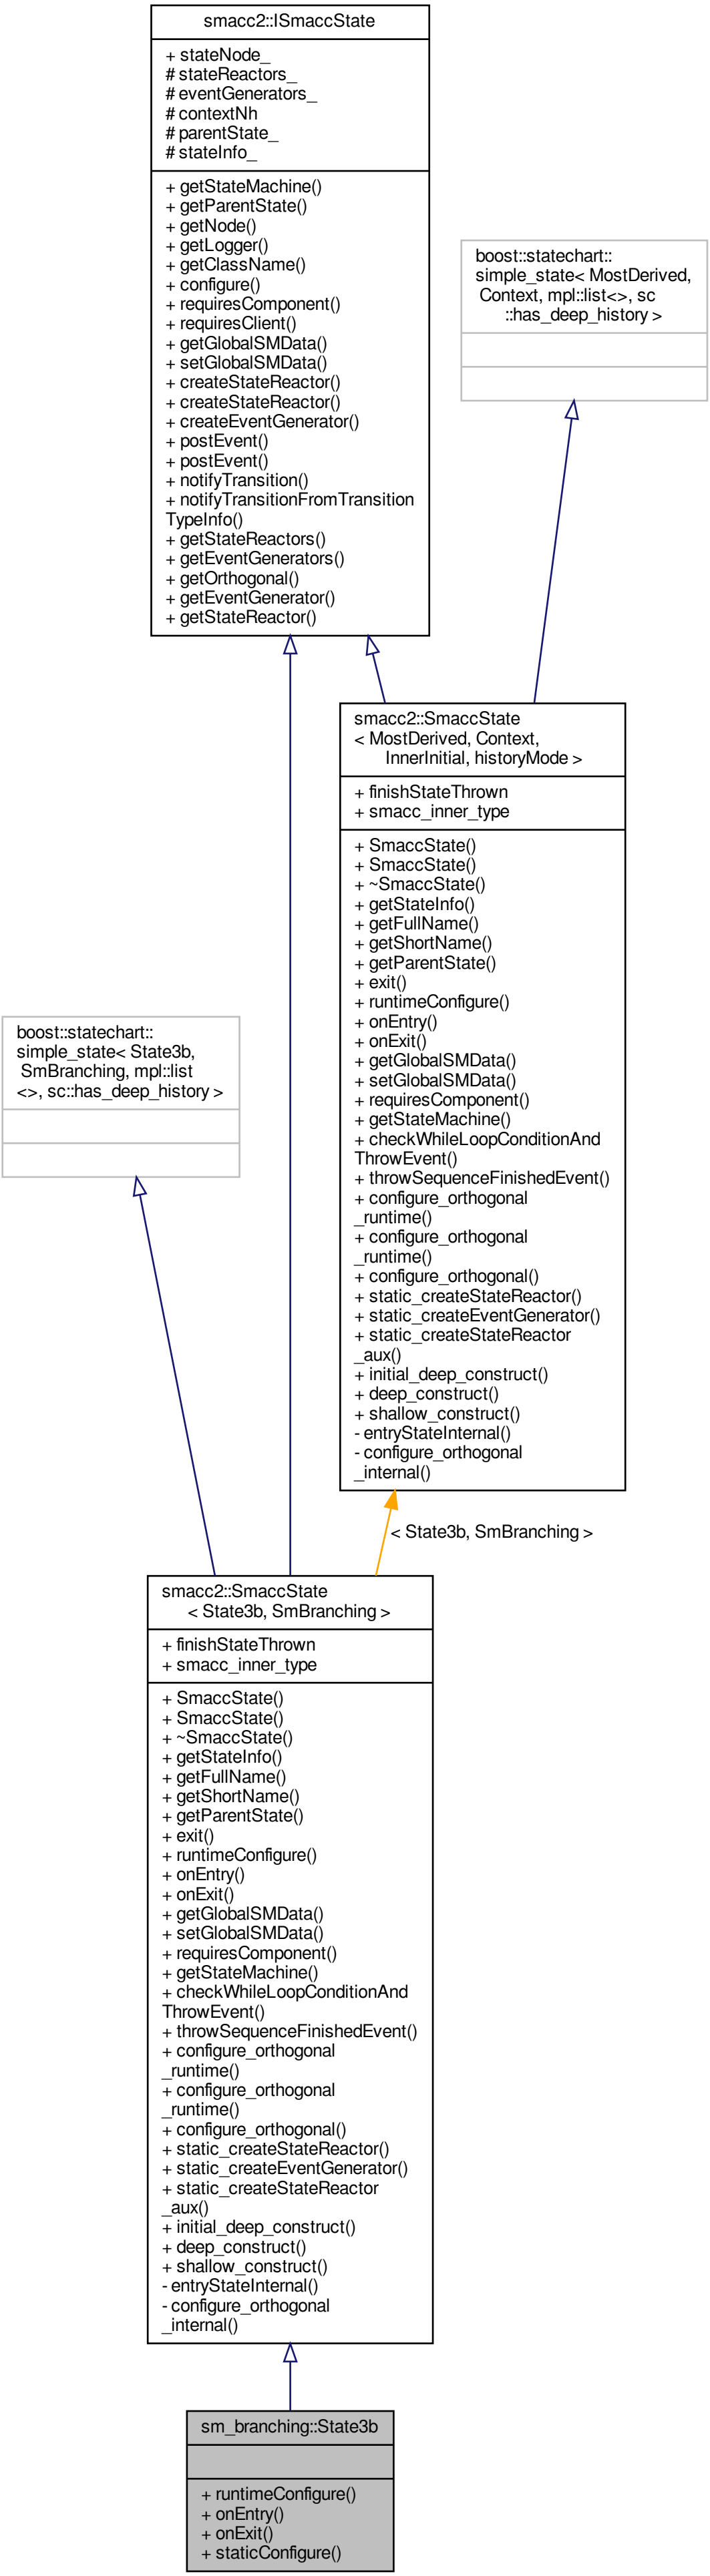 smacc2::ISmaccState
+ stateNode_
# stateReactors_
# eventGenerators_
# contextNh
# parentState_
# stateInfo_
+ getStateMachine()
+ getParentState()
+ getNode()
+ getLogger()
+ getClassName()
+ configure()
+ requiresComponent()
+ requiresClient()
+ getGlobalSMData()
+ setGlobalSMData()
+ createStateReactor()
+ createStateReactor()
+ createEventGenerator()
+ postEvent()
+ postEvent()
+ notifyTransition()
+ notifyTransitionFromTransition
TypeInfo()
+ getStateReactors()
+ getEventGenerators()
+ getOrthogonal()
+ getEventGenerator()
+ getStateReactor()
boost::statechart::
simple_state< MostDerived,
Context, mpl::list<>, sc
::has_deep_history >
smacc2::SmaccState
< MostDerived, Context,
InnerInitial, historyMode >
+ finishStateThrown
+ smacc_inner_type
+ SmaccState()
+ SmaccState()
+ ~SmaccState()
+ getStateInfo()
+ getFullName()
+ getShortName()
+ getParentState()
+ exit()
+ runtimeConfigure()
+ onEntry()
+ onExit()
+ getGlobalSMData()
+ setGlobalSMData()
+ requiresComponent()
+ getStateMachine()
+ checkWhileLoopConditionAnd
ThrowEvent()
+ throwSequenceFinishedEvent()
+ configure_orthogonal
_runtime()
+ configure_orthogonal
_runtime()
+ configure_orthogonal()
+ static_createStateReactor()
+ static_createEventGenerator()
+ static_createStateReactor
_aux()
+ initial_deep_construct()
+ deep_construct()
+ shallow_construct()
- entryStateInternal()
- configure_orthogonal
_internal()
boost::statechart::
simple_state< State3b,
SmBranching, mpl::list
<>, sc::has_deep_history >
< State3b, SmBranching >
smacc2::SmaccState
< State3b, SmBranching >
+ finishStateThrown
+ smacc_inner_type
+ SmaccState()
+ SmaccState()
+ ~SmaccState()
+ getStateInfo()
+ getFullName()
+ getShortName()
+ getParentState()
+ exit()
+ runtimeConfigure()
+ onEntry()
+ onExit()
+ getGlobalSMData()
+ setGlobalSMData()
+ requiresComponent()
+ getStateMachine()
+ checkWhileLoopConditionAnd
ThrowEvent()
+ throwSequenceFinishedEvent()
+ configure_orthogonal
_runtime()
+ configure_orthogonal
_runtime()
+ configure_orthogonal()
+ static_createStateReactor()
+ static_createEventGenerator()
+ static_createStateReactor
_aux()
+ initial_deep_construct()
+ deep_construct()
+ shallow_construct()
- entryStateInternal()
- configure_orthogonal
_internal()
sm_branching::State3b
+ runtimeConfigure()
+ onEntry()
+ onExit()
+ staticConfigure()